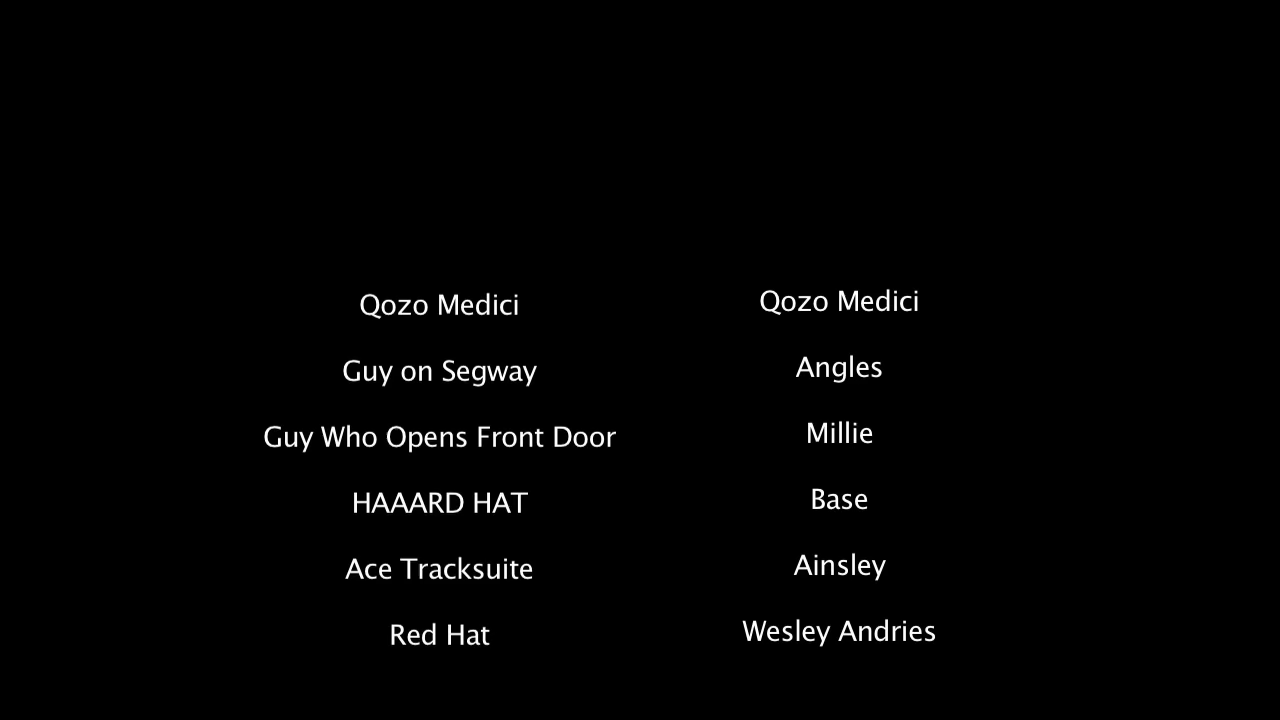 Qozo Medici Qozo Medici
Guy on Segway Angles
Guy Who Opens Front Door Millie
HAAARD HAT Base
Ace Tracksuite Ainsley
Red Hat Wesley Andries